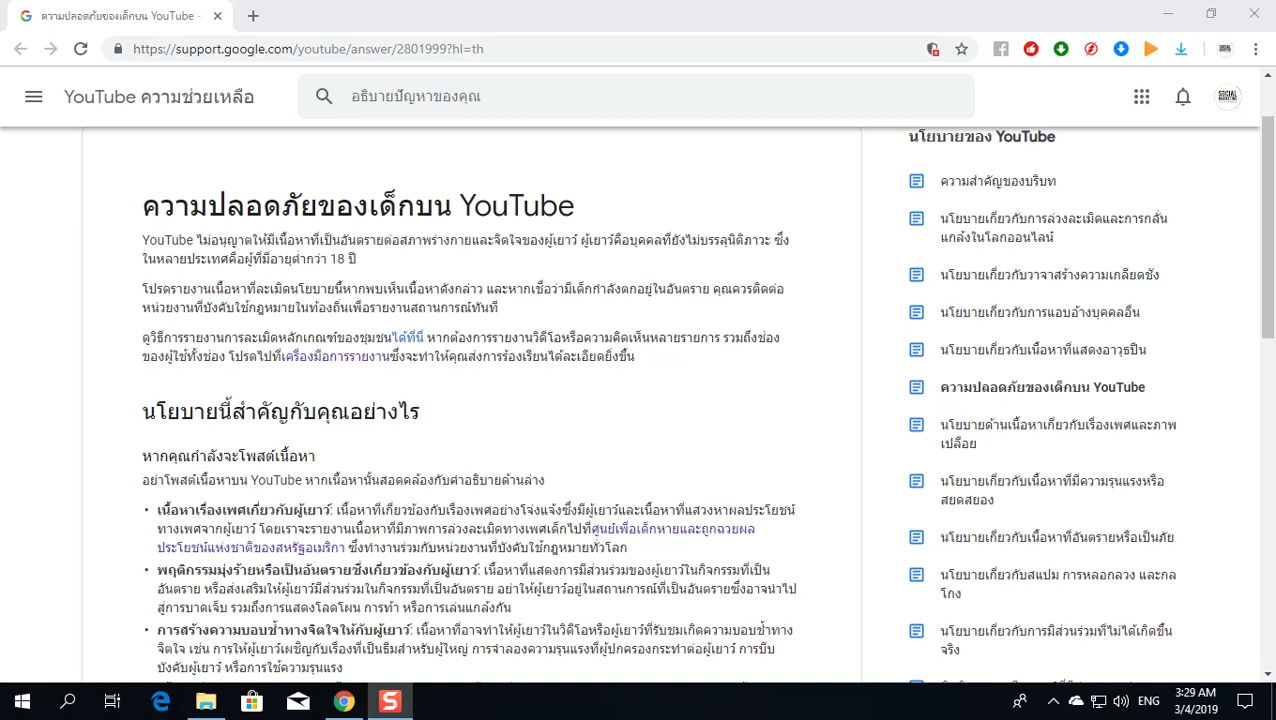 ความปลอดภัยของเด็กบน YouTube -
https://support.google.com/youtube/answer/2801999?hl=th
YouTube ความช่วยเหลือ
อธิบายปัญหาของคุณ
SOCIAL MARKETING
ความปลอดภัยของเด็กบน YouTube
YouTube ไม่อนุญาตให้มีเนื้อหาที่เป็นอันตรายต่อสภาพร่างกายและจิตใจของผู้เยาว์ ผู้เยาว์คือบุคคลที่ยังไม่บรรลุนิติภาวะ ซึ่ง
ในหลายประเทศคือผู้ที่มีอายุต่ำกว่า 18 ปี
โปรดรายงานเนื้อหาที่ละเมิดนโยบายนี้หากพบเห็นเนื้อหาดังกล่าว และหากเชื่อว่ามีเด็กกำลังตกอยู่ในอันตราย คุณควรติดต่อ
หน่วยงานที่บังคับใช้กฎหมายในท้องถิ่นเพื่อรายงานสถานการณ์ทันที
ดูวิธีการรายงานการละเมิดหลักเกณฑ์ของชุมชนได้ที่นี่ หากต้องการรายงานวิดีโอหรือความคิดเห็นหลายรายการ รวมถึงช่อง
ของผู้ใช้ทั้งช่อง โปรดไปที่เครื่องมือการรายงานซึ่งจะทำให้คุณส่งการร้องเรียนได้ละเอียดยิ่งขึ้น
นโยบายนี้สำคัญกับคุณอย่างไร
หากคุณกำลังจะโพสต์เนื้อหา
อย่าโพสต์เนื้อหาบน YouTube หากเนื้อหานั้นสอดคล้องกับคำอธิบายด้านล่าง
• เนื้อหาเรื่องเพศเกี่ยวกับผู้เยาว์: เนื้อหาที่เกี่ยวข้องกับเรื่องเพศอย่างโจ่งแจ้งซึ่งมีผู้เยาว์และเนื้อหาที่แสวงหาผลประโยชน์
ทางเพศจากผู้เยาว์ โดยเราจะรายงานเนื้อหาที่มีภาพการล่วงละเมิดทางเพศเด็กไปที่ศูนย์เพื่อเด็กหายและถูกฉวยผล
ประโยชน์แห่งชาติของสหรัฐอเมริกา ซึ่งทำงานร่วมกับหน่วยงานที่บังคับใช้กฎหมายทั่วโลก
• พฤติกรรมมุ่งร้ายหรือเป็นอันตรายซึ่งเกี่ยวข้องกับผู้เยาว์: เนื้อหาที่แสดงการมีส่วนร่วมของผู้เยาว์ในกิจกรรมที่เป็น
อันตราย หรือส่งเสริมให้ผู้เยาว์มีส่วนร่วมในกิจกรรมที่เป็นอันตราย อย่าให้ผู้เยาว์อยู่ในสถานการณ์ที่เป็นอันตรายซึ่งอาจนำไป
สู่การบาดเจ็บ รวมถึงการแสดงโลดโผน การท้า หรือการเล่นแกล้งกัน
• การสร้างความบอบช้ำทางจิตใจให้กับผู้เยาว์: เนื้อหาที่อาจทำให้ผู้เยาว์ในวิดีโอหรือผู้เยาว์ที่รับชมเกิดความบอบช้ำทาง
จิตใจ เช่น การให้ผู้เยาว์เผชิญกับเรื่องที่เป็นธีมสำหรับผู้ใหญ่ การจำลองความรุนแรงที่ผู้ปกครองกระทำต่อผู้เยาว์ การบีบ
บังคับผู้เยาว์ หรือการใช้ความรุนแรง
นโยบายของ YouTube
ความสำคัญของบริบท
นโยบายเกี่ยวกับการล่วงละเมิดและการกลั่น
แกล้งในโลกออนไลน์
นโยบายเกี่ยวกับวาจาสร้างความเกลียดชัง
นโยบายเกี่ยวกับการแอบอ้างบุคคลอื่น
นโยบายเกี่ยวกับเนื้อหาที่แสดงอาวุธปืน
ความปลอดภัยของเด็กบน YouTube
นโยบายด้านเนื้อหาเกี่ยวกับเรื่องเพศและภาพ
เปลือย
นโยบายเกี่ยวกับเนื้อหาที่มีความรุนแรงหรือ
สยดสยอง
นโยบายเกี่ยวกับเนื้อหาที่อันตรายหรือเป็นภัย
นโยบายเกี่ยวกับสแปม การหลอกลวง และกล
โกง
นโยบายเกี่ยวกับการมีส่วนร่วมที่ไม่ได้เกิดขึ้น
จริง
ENG
3:29 AM
3/4/2019